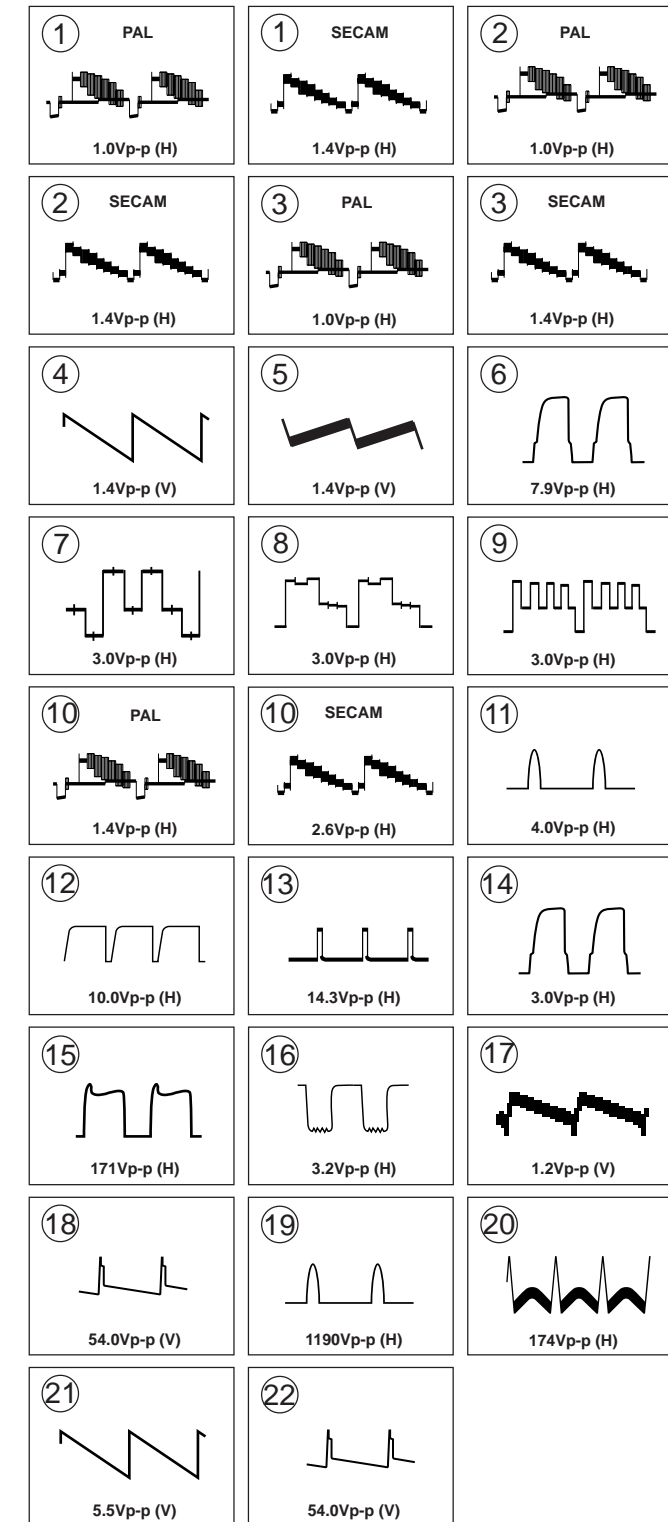 1 PAL
1.0Vp-p (H)
1 SECAM
1.4Vp-p (H)
2 PAL
1.0Vp-p (H)
2 SECAM
1.4Vp-p (H)
3 PAL
1.0Vp-p (H)
3 SECAM
1.4Vp-p (H)
4
1.4Vp-p (V)
5
1.4Vp-p (V)
6
7.9Vp-p (H)
7
3.0Vp-p (H)
8
3.0Vp-p (H)
9
3.0Vp-p (H)
10 PAL
1.4Vp-p (H)
10 SECAM
2.6Vp-p (H)
11
4.0Vp-p (H)
12
10.0Vp-p (H)
13
14.3Vp-p (H)
14
3.0Vp-p (H)
15
171Vp-p (H)
16
3.2Vp-p (H)
17
1.2Vp-p (V)
18
54.0Vp-p (V)
19
1190Vp-p (H)
20
174Vp-p (H)
21
5.5Vp-p (V)
22
54.0Vp-p (V)